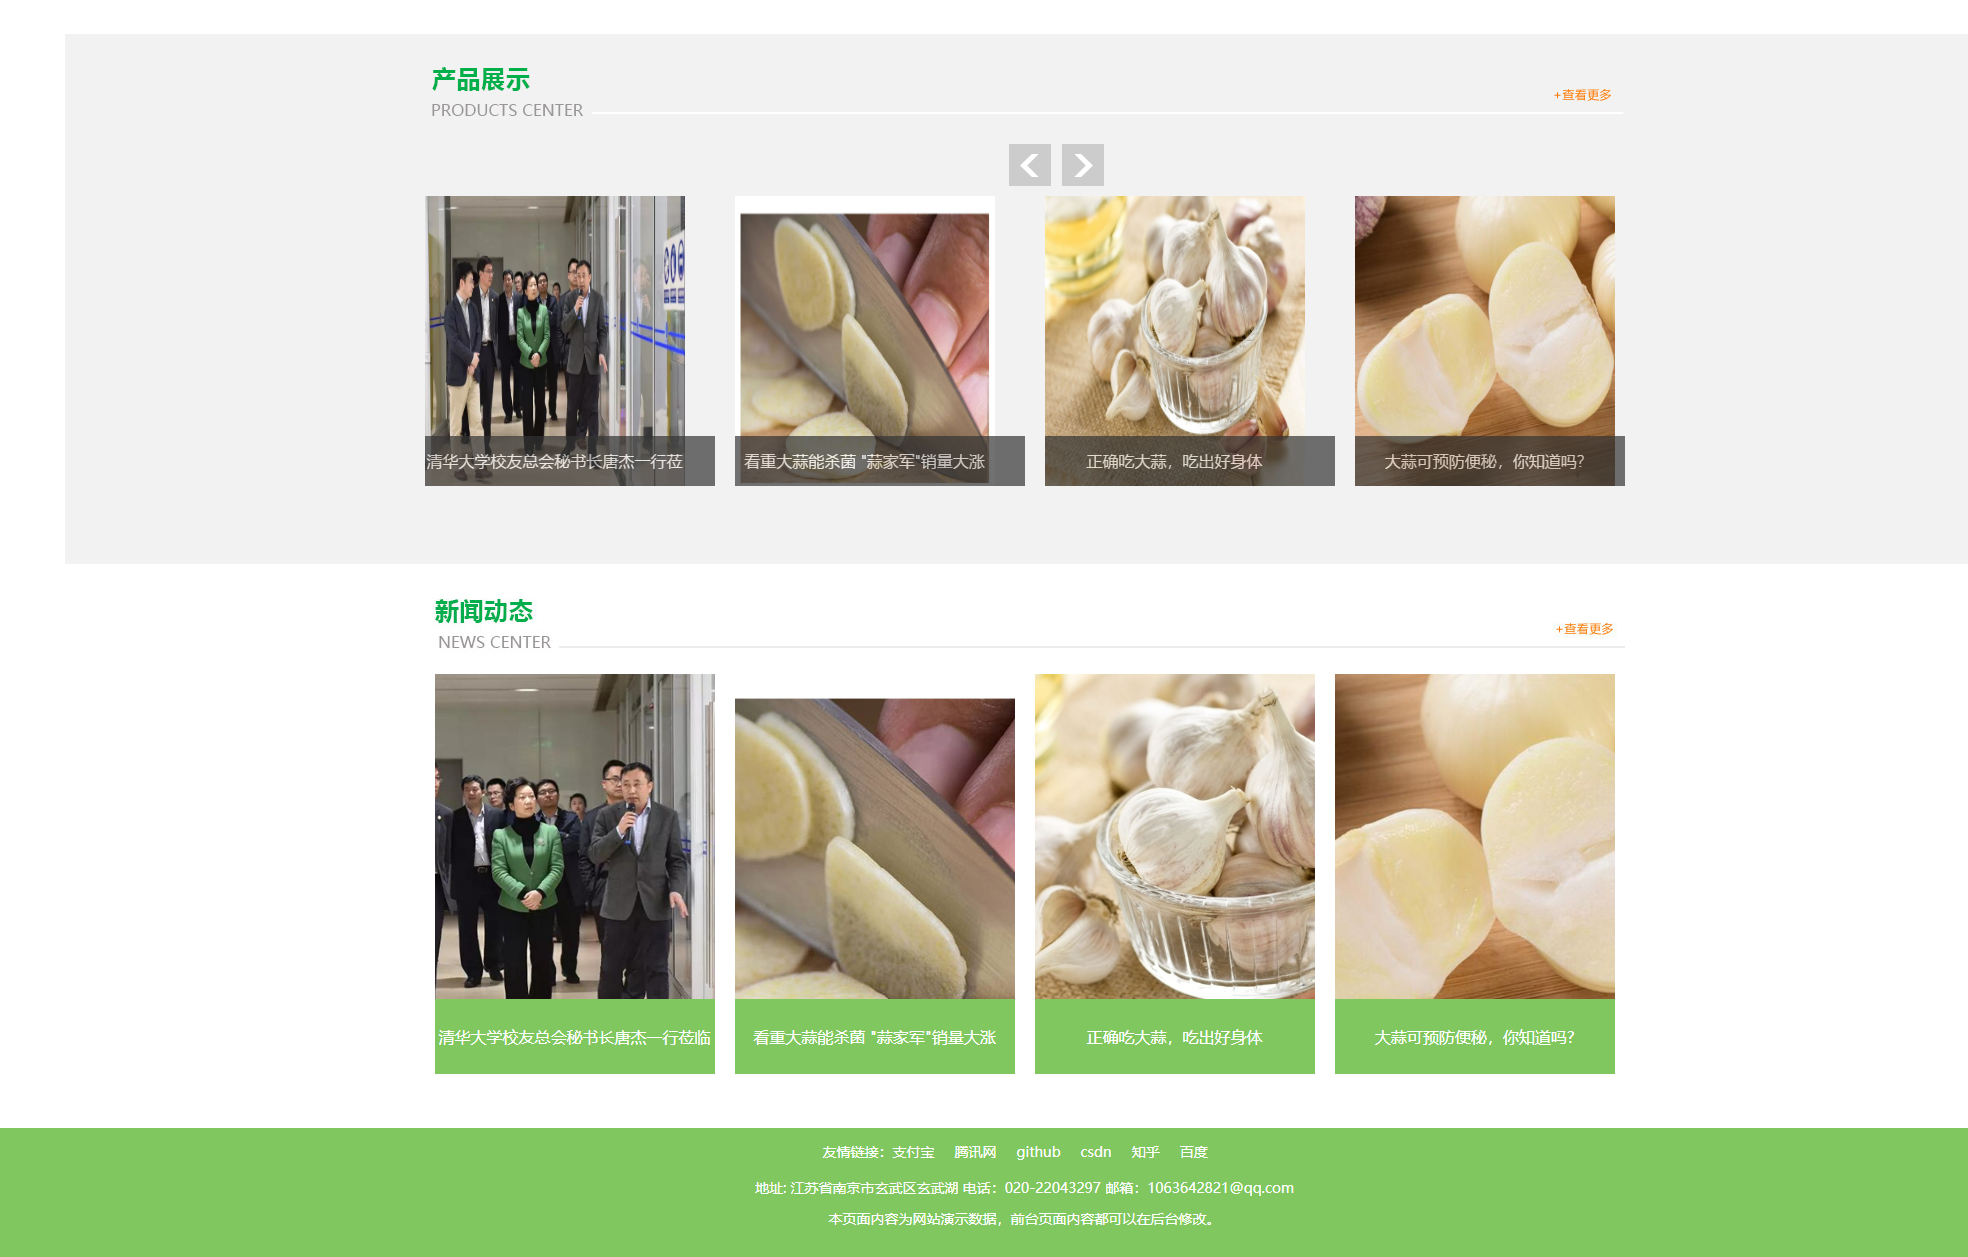 产品展示
PRODUCTS CENTER
+查看更多
清华大学校友总会秘书长唐杰一行莅
看重大蒜能杀菌 "蒜家军"销量大涨
正确吃大蒜，吃出好身体
大蒜可预防便秘，你知道吗？
新闻动态
NEWS CENTER
+查看更多
清华大学校友总会秘书长唐杰一行莅临
看重大蒜能杀菌 "蒜家军"销量大涨
正确吃大蒜，吃出好身体
大蒜可预防便秘，你知道吗？
友情链接：支付宝 腾讯网 github csdn 知乎 百度
地址: 江苏省南京市玄武区玄武湖 电话：020-22043297 邮箱：1063642821@qq.com
本页面内容为网站演示数据，前台页面内容都可以在后台修改。